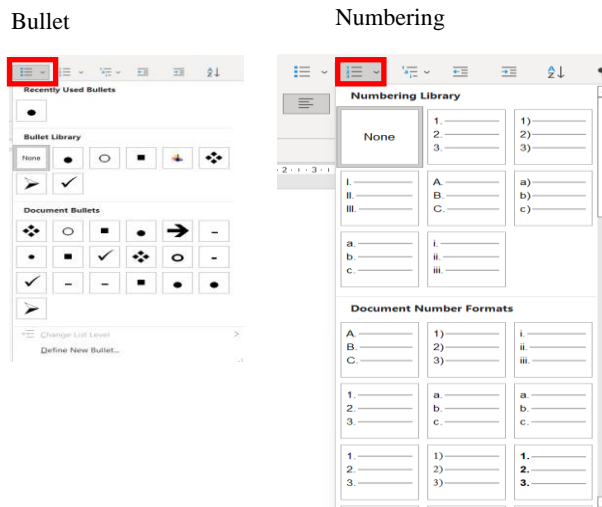 Bullet
Numbering
Recently Used Bullets
Bullet Library
None
Document Bullets
Change List Level
Define New Bullet...
2 · ı · 3 · ı
Numbering Library
None
1.
2.
3.
1)
2)
3)
I.
II.
III.
A.
B.
C.
a)
b)
c)
a.
b.
c.
i.
ii.
iii.
Document Number Formats
A.
B.
C.
1)
2)
3)
i.
ii.
iii.
1.
2.
3.
a.
b.
c.
a.
b.
c.
1.
2.
3.
1)
2)
3)
1.
2.
3.